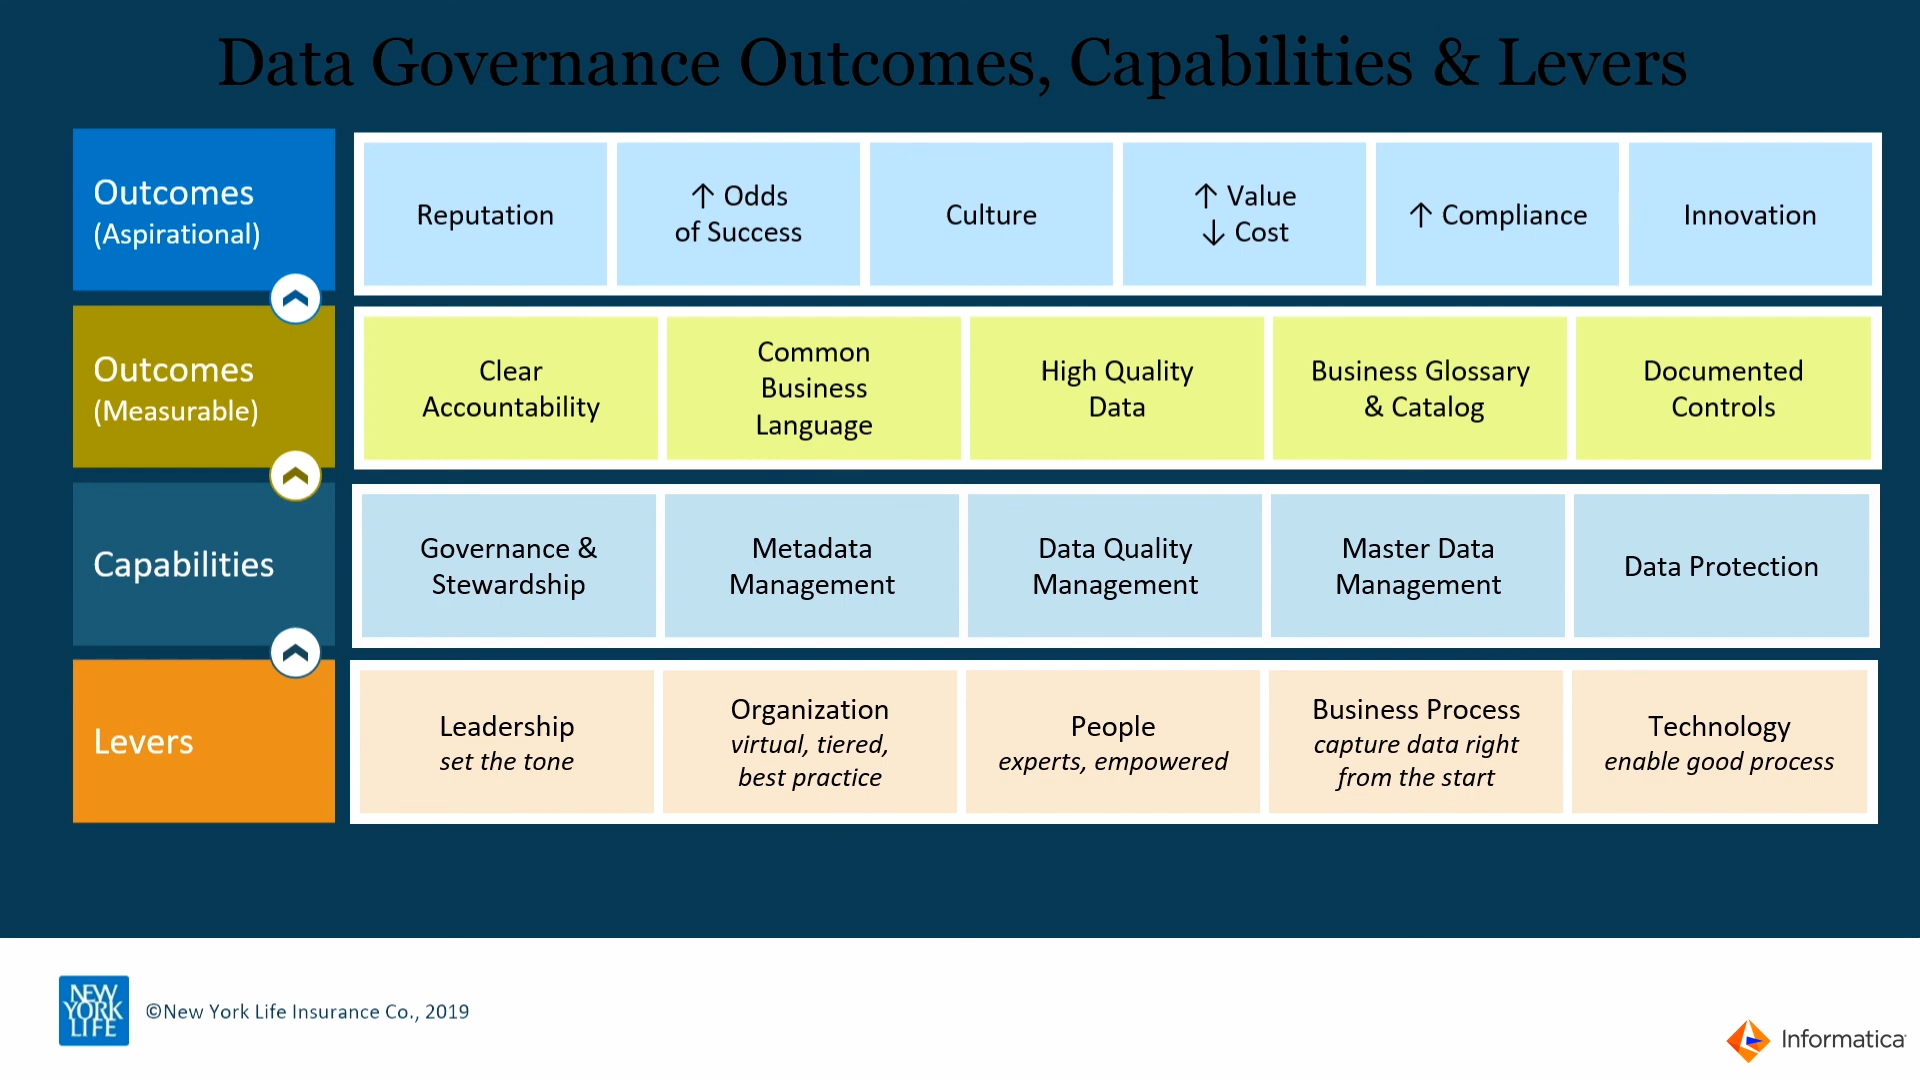 Data Governance Outcomes, Capabilities & Levers
Outcomes
(Aspirational)
Reputation
↑ Odds
of Success
Culture
↑ Value
↓ Cost
↑ Compliance
Innovation
Outcomes
(Measurable)
Clear
Accountability
Common
Business
Language
High Quality
Data
Business Glossary
& Catalog
Documented
Controls
Capabilities
Governance &
Stewardship
Metadata
Management
Data Quality
Management
Master Data
Management
Data Protection
Levers
Leadership
set the tone
Organization
virtual, tiered,
best practice
People
experts, empowered
Business Process
capture data right
from the start
Technology
enable good process
NEW
YORK
LIFE
©New York Life Insurance Co., 2019
Informatica